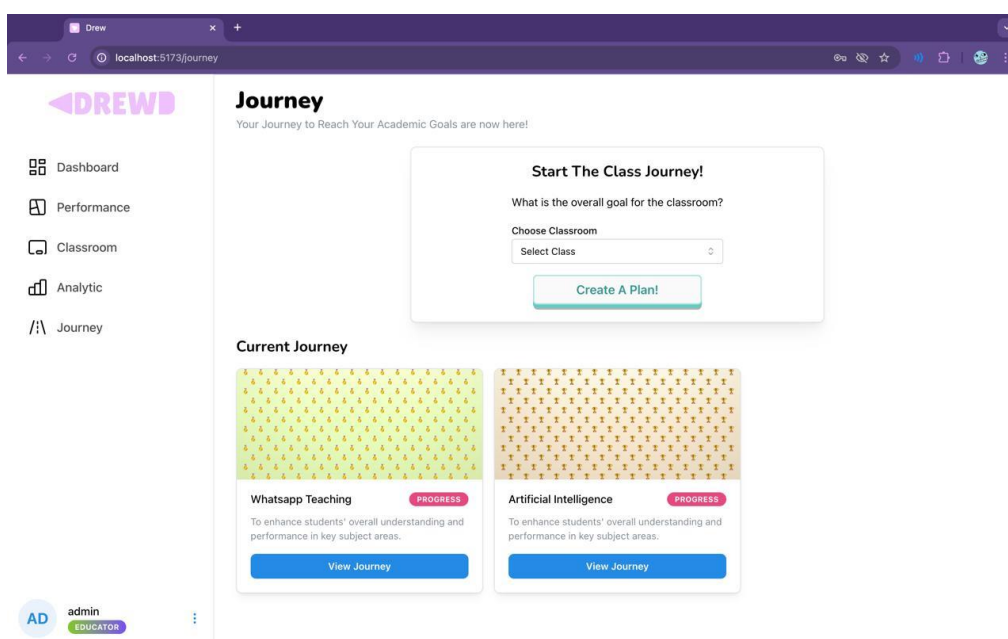 Drew
localhost:5173/journey
DREWD
Dashboard
Performance
Classroom
Analytic
Journey
AD
admin
EDUCATOR
Journey
Your Journey to Reach Your Academic Goals are now here!
Start The Class Journey!
What is the overall goal for the classroom?
Choose Classroom
Select Class
Create A Plan!
Current Journey
Whatsapp Teaching
PROGRESS
To enhance students' overall understanding and
performance in key subject areas.
View Journey
Artificial Intelligence
PROGRESS
To enhance students' overall understanding and
performance in key subject areas.
View Journey